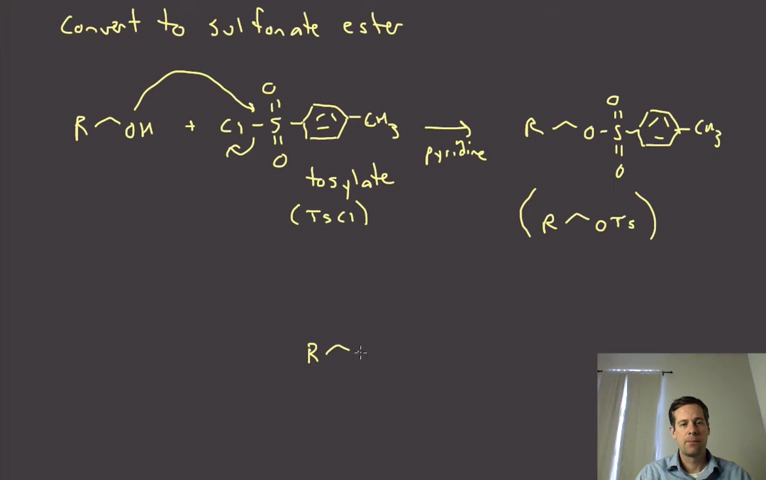 Convert to sulfonate ester
R OH + Cl-S-CH3 R O-S-CH3
O O
O O
pyridine
tosylate
(TsCl)
(R OTs)
R